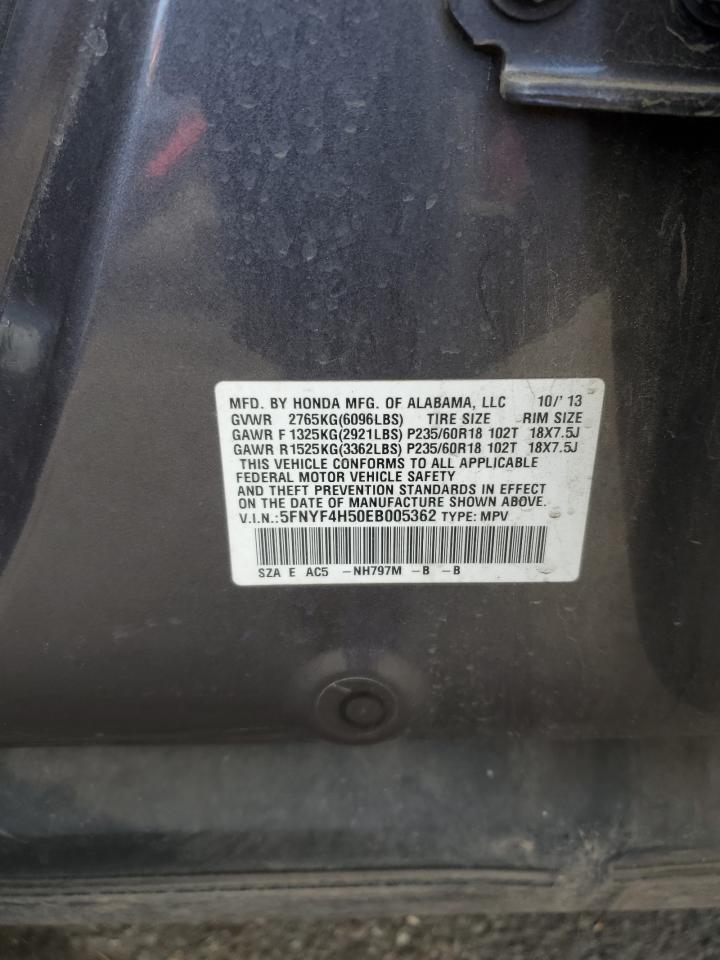 MFD. BY HONDA MFG. OF ALABAMA, LLC 10/'13
GVWR 2765KG(6096LBS) TIRE SIZE RIM SIZE
GAWR F 1325KG(2921LBS) P235/60R18 102T 18X7.5J
GAWR R1525KG(3362LBS) P235/60R18 102T 18X7.5J
THIS VEHICLE CONFORMS TO ALL APPLICABLE
FEDERAL MOTOR VEHICLE SAFETY
AND THEFT PREVENTION STANDARDS IN EFFECT
ON THE DATE OF MANUFACTURE SHOWN ABOVE.
V.I.N.:5FNYF4H50EB005362 TYPE: MPV
SZA E AC5 -NH797M -B -B